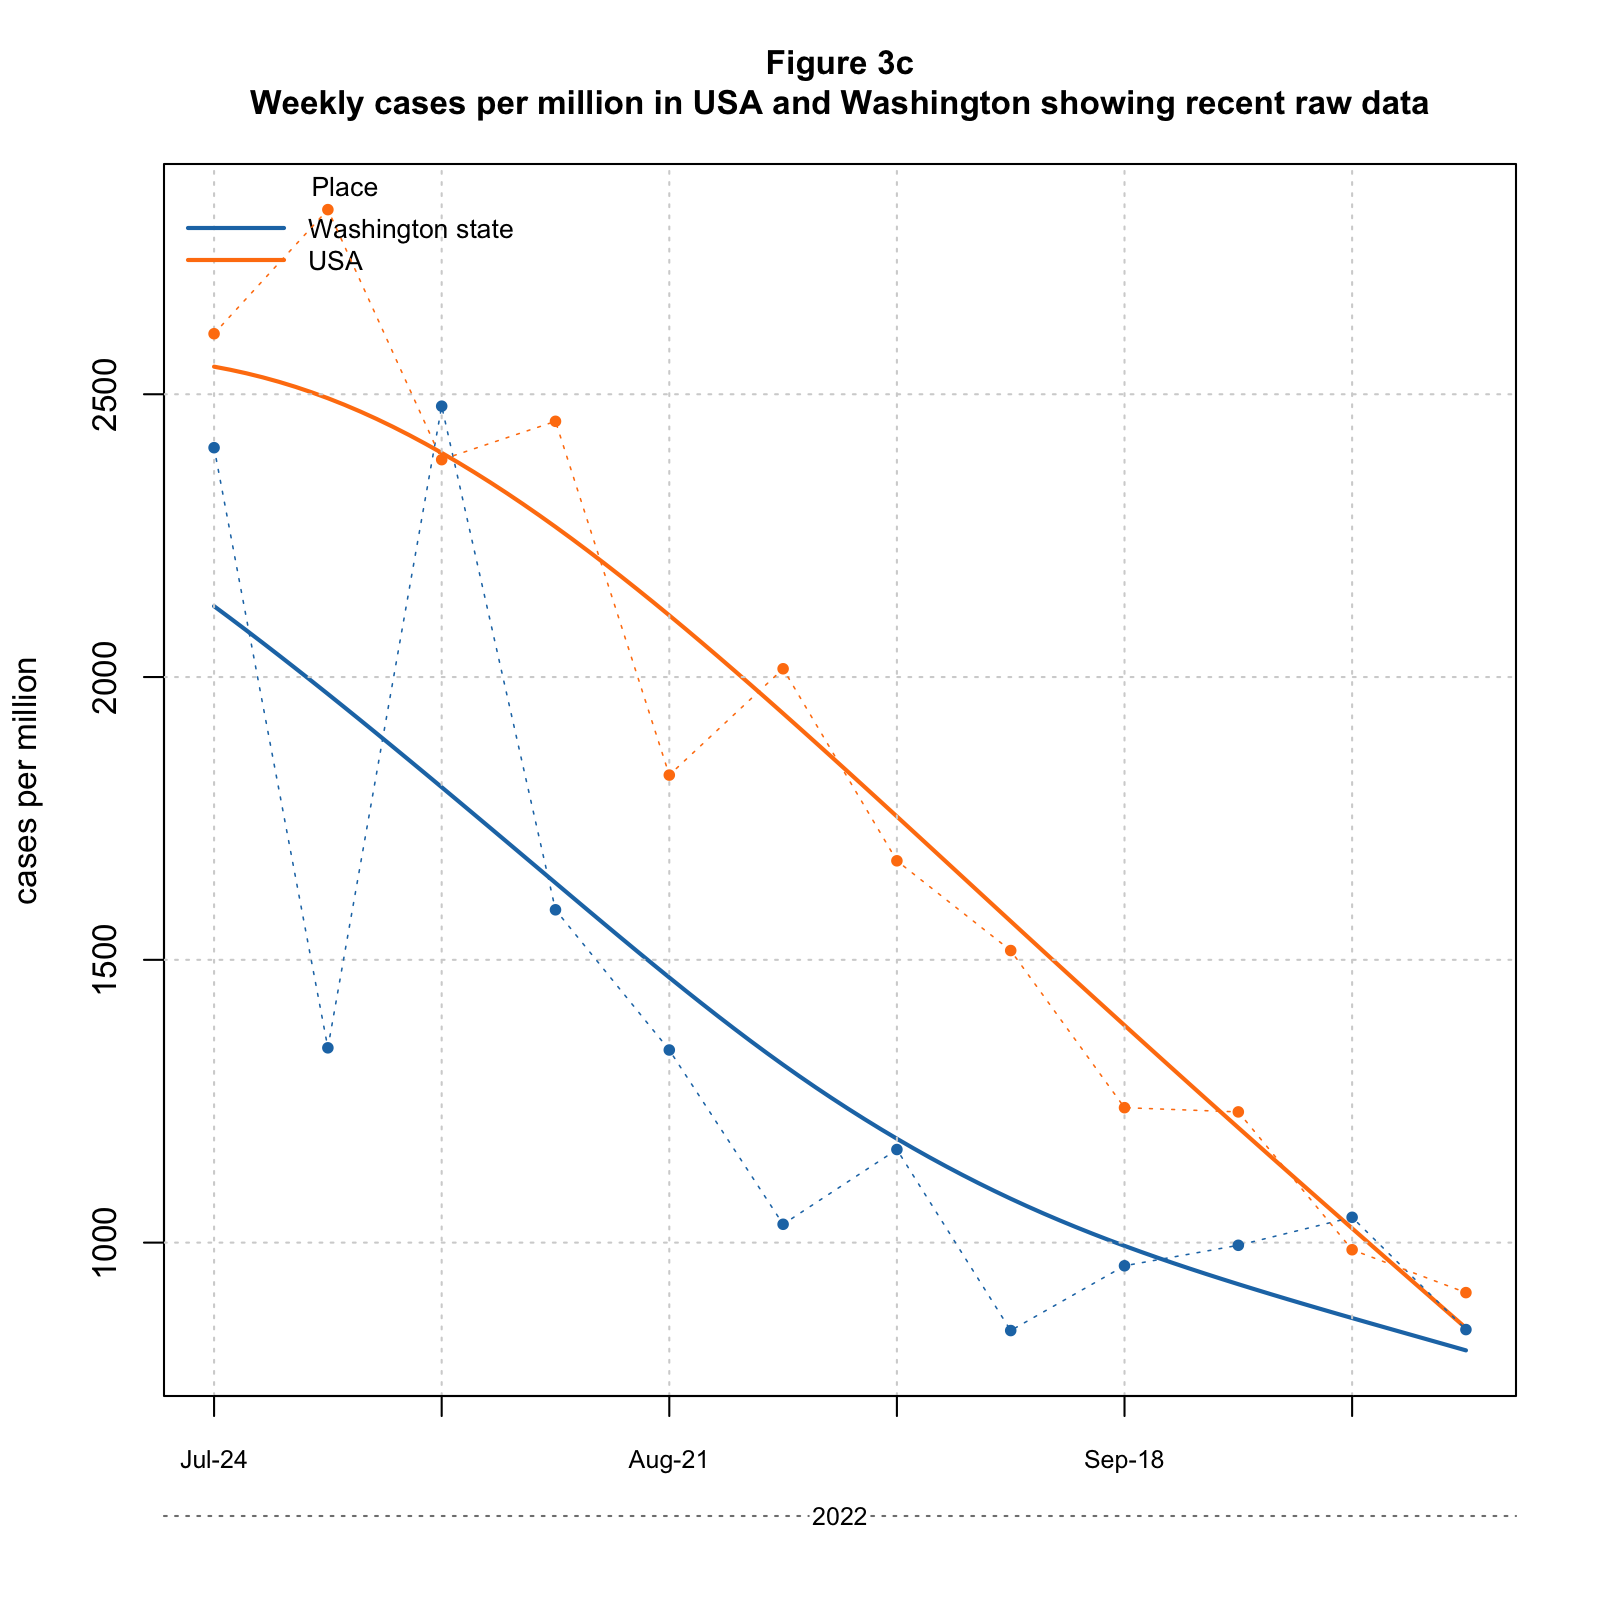 Figure 3c
Weekly cases per million in USA and Washington showing recent raw data
Place
Washington state
USA
cases per million
2500
2000
1500
1000
Jul-24
Aug-21
Sep-18
2022